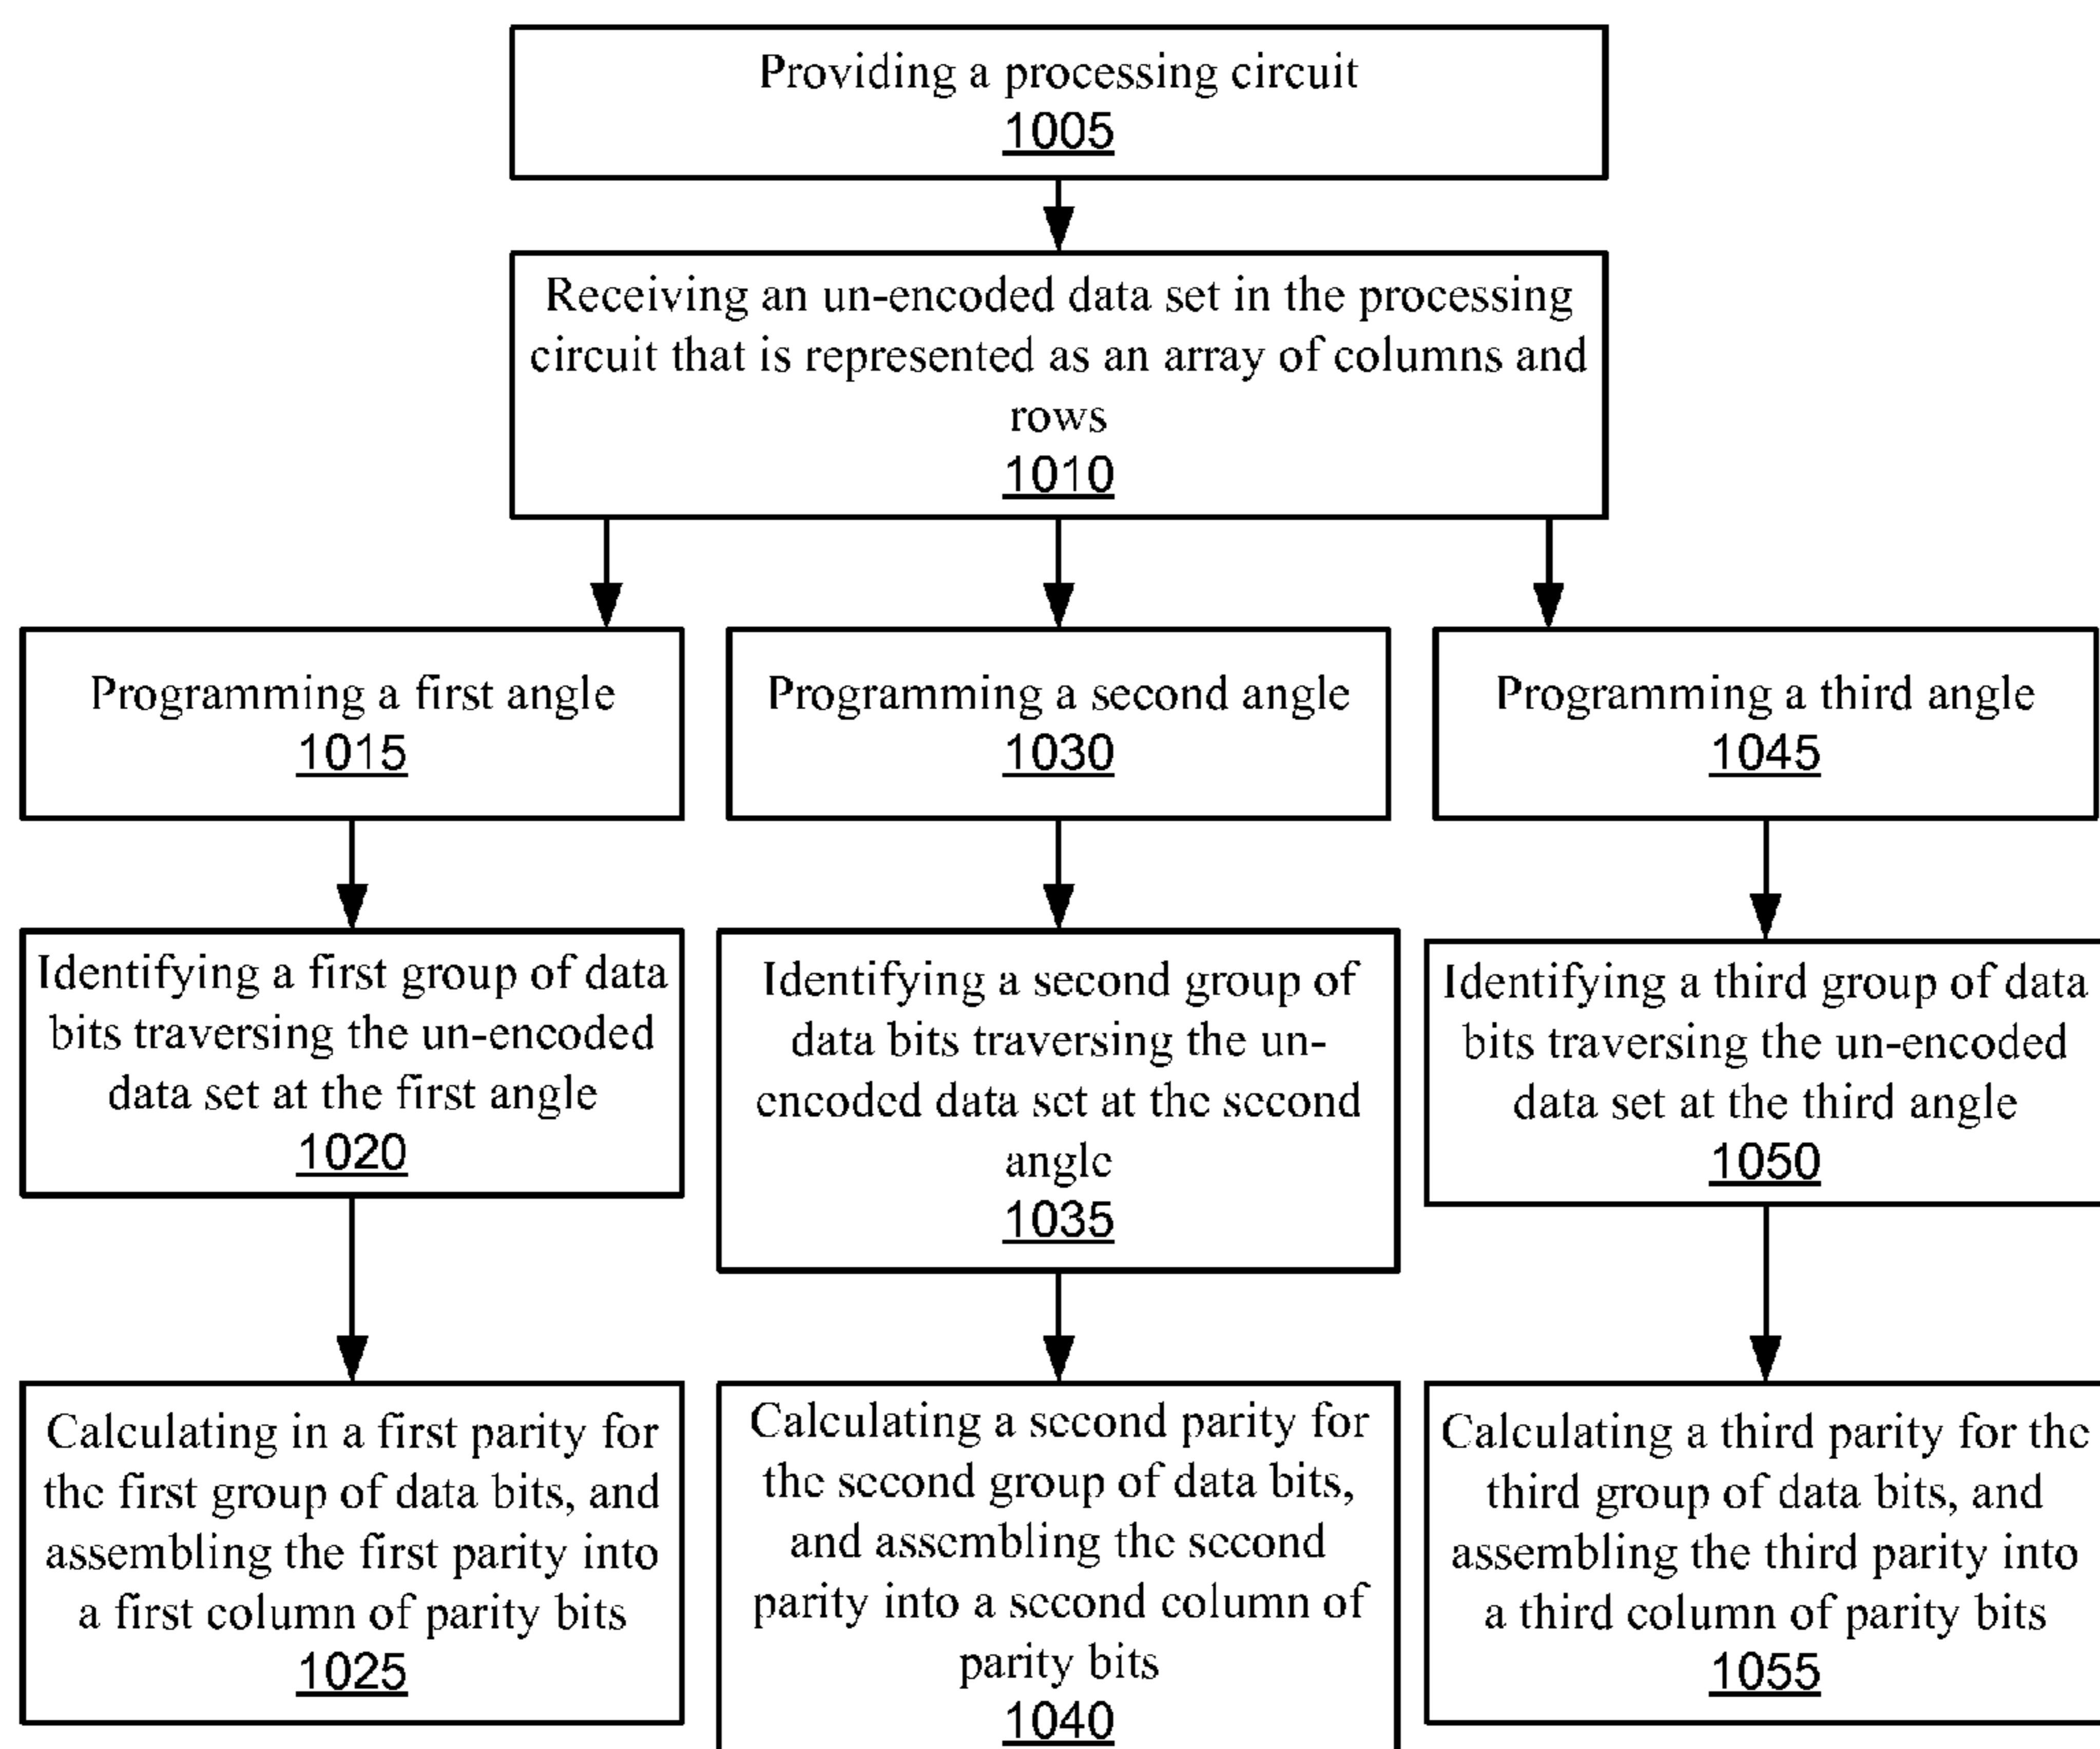 Providing a processing circuit
1005
Receiving an un-encoded data set in the processing
circuit that is represented as an array of columns and
rows
1010
Programming a first angle
1015
Programming a second angle
1030
Programming a third angle
1045
Identifying a first group of data
bits traversing the un-encoded
data set at the first angle
1020
Identifying a second group of
data bits traversing the un-
encoded data set at the second
angle
1035
Identifying a third group of data
bits traversing the un-encoded
data set at the third angle
1050
Calculating in a first parity for
the first group of data bits, and
assembling the first parity into
a first column of parity bits
1025
Calculating a second parity for
the second group of data bits,
and assembling the second
parity into a second column of
parity bits
1040
Calculating a third parity for the
third group of data bits, and
assembling the third parity into
a third column of parity bits
1055